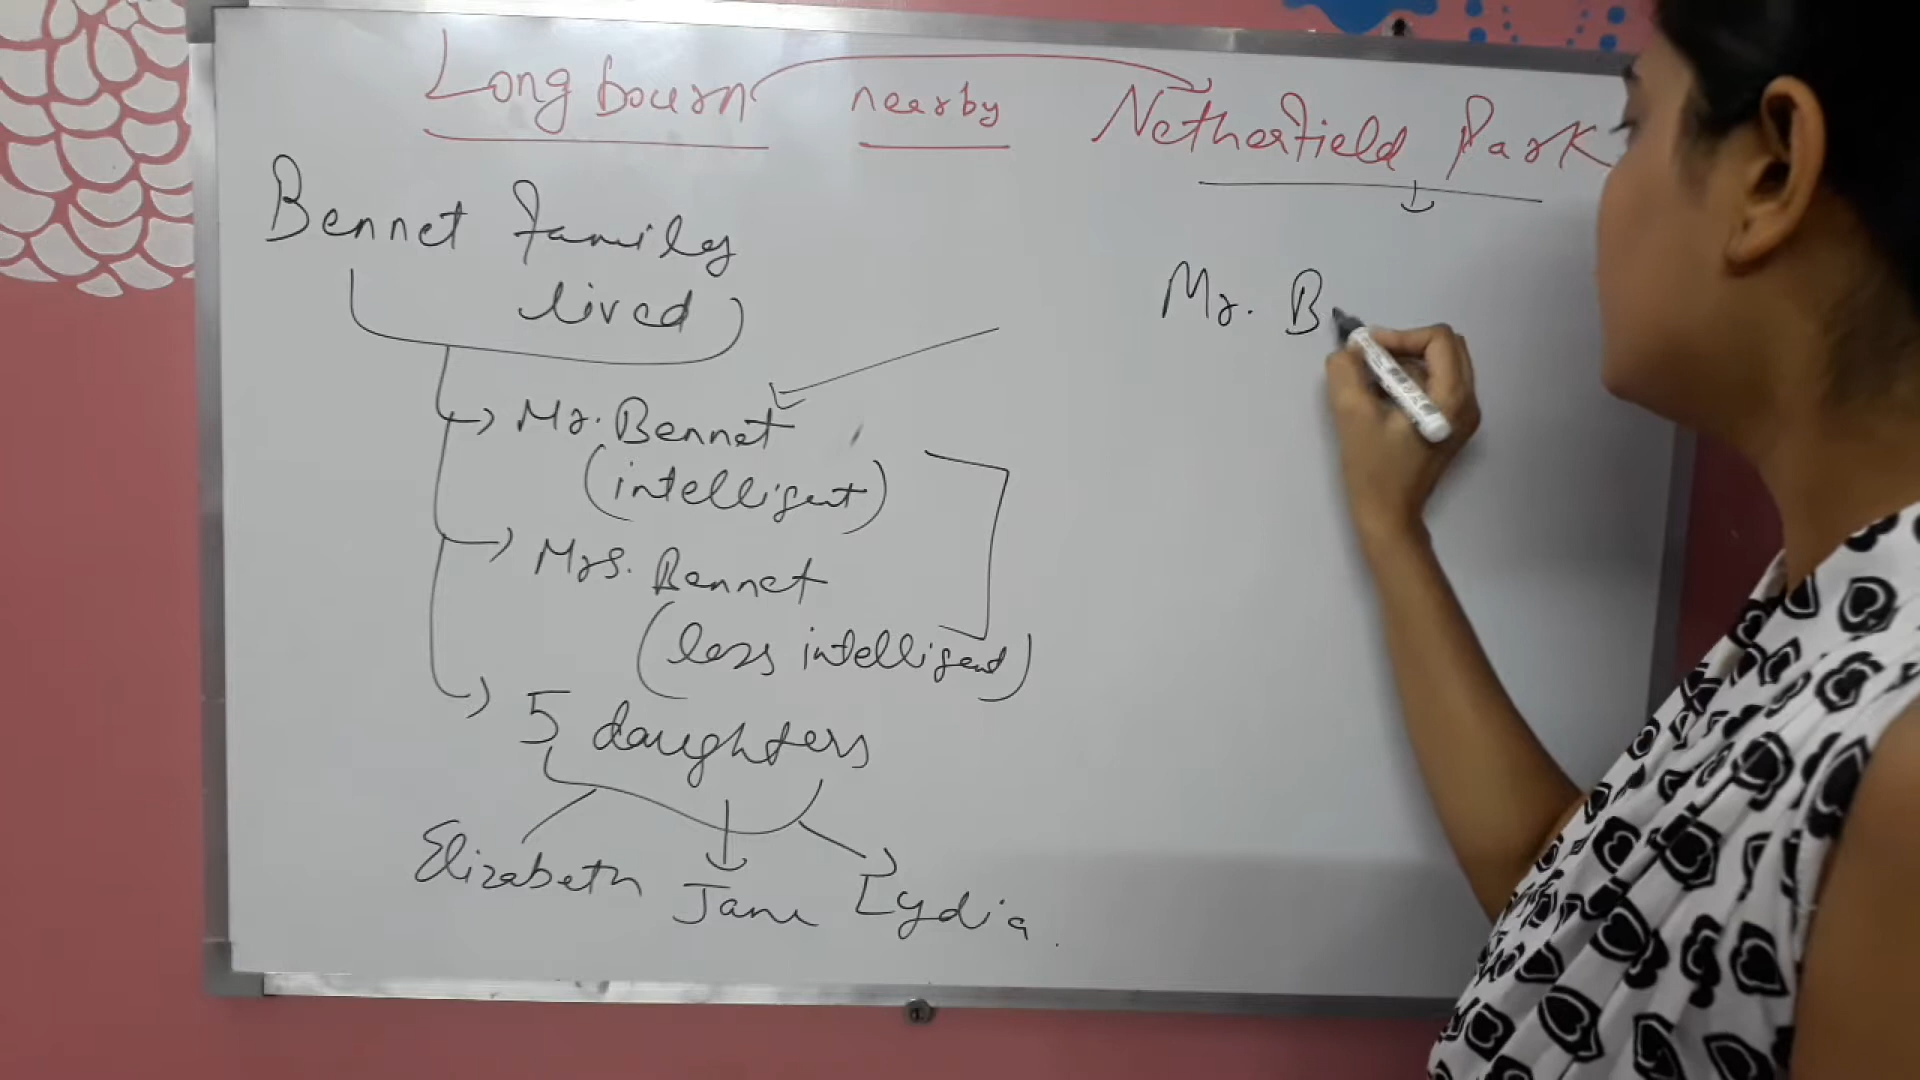 Longbourn nearby Netherfield Park
Bennet family
lived
Mr. B
Mr. Bennet
(intelligent)
Mrs. Bennet
(less intelligent)
5 daughters
Elizabeth Jane Lydia